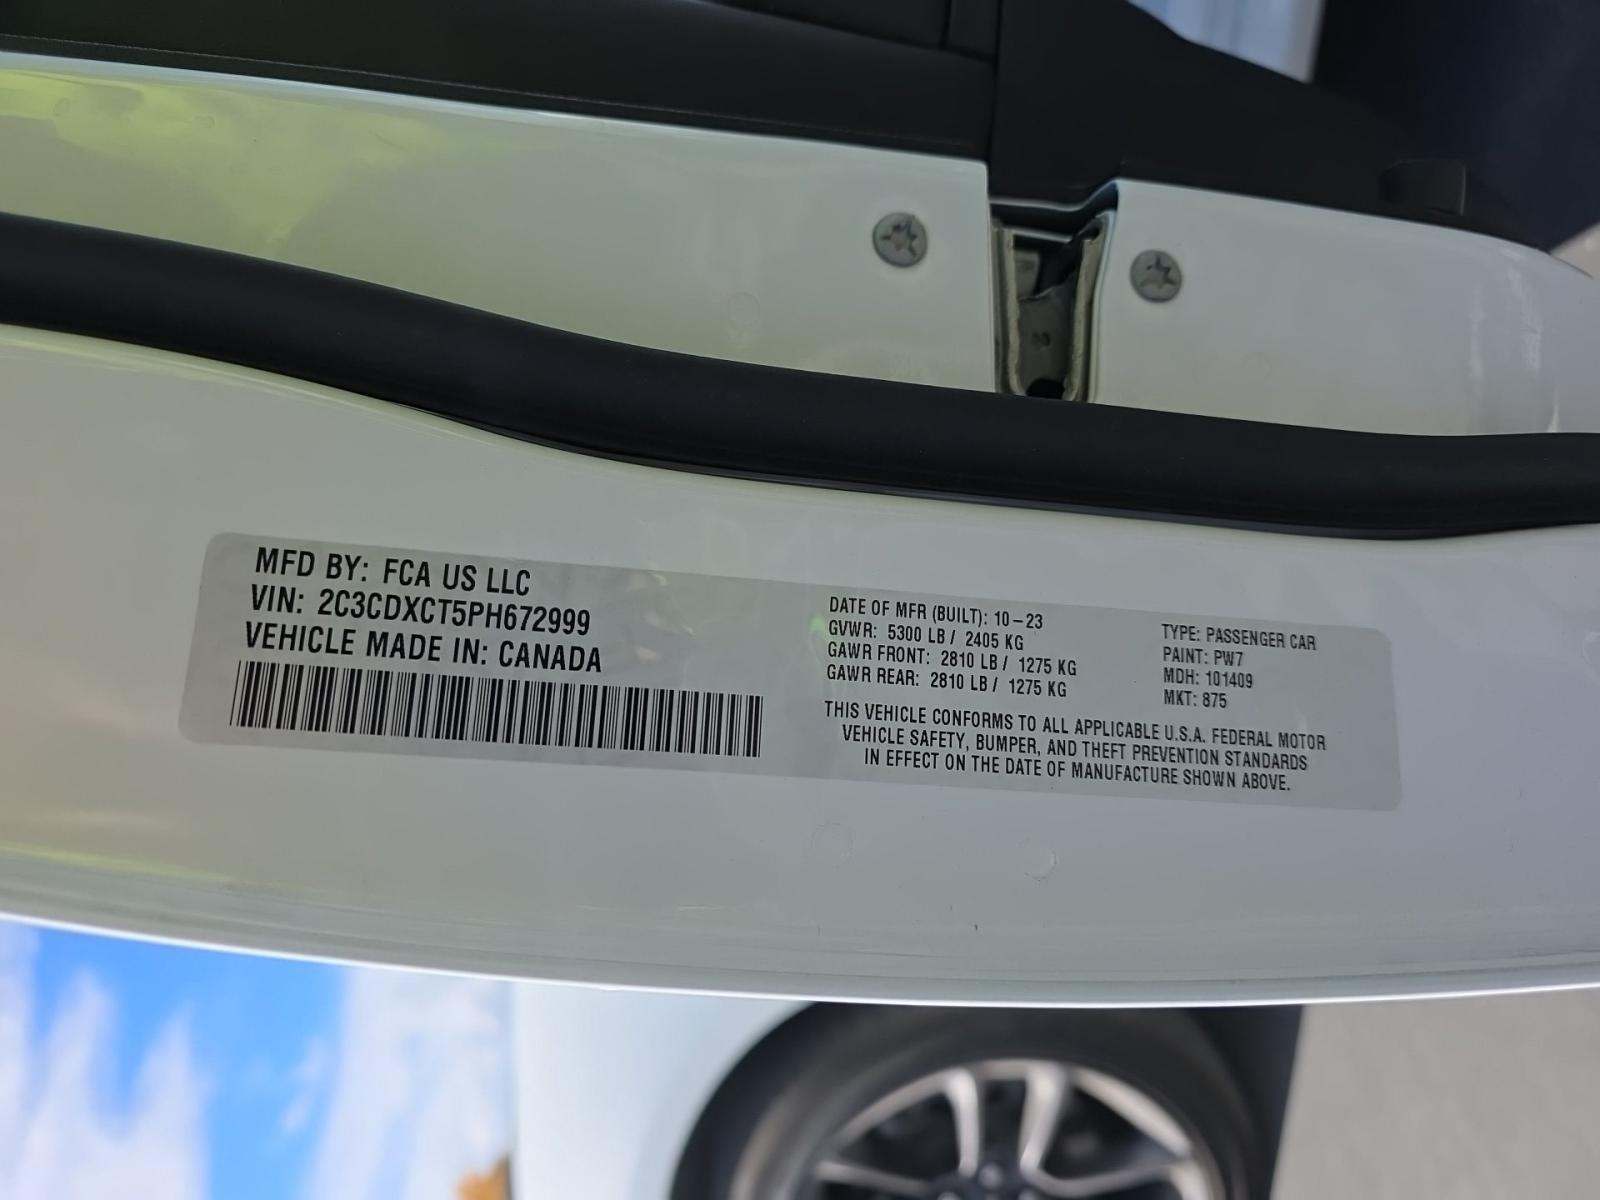 MFD BY: FCA US LLC
VIN: 2C3CDXCT5PH672999
VEHICLE MADE IN: CANADA
DATE OF MFR (BUILT): 10-23
GVWR: 5300 LB / 2405 KG
GAWR FRONT: 2810 LB / 1275 KG
GAWR REAR: 2810 LB / 1275 KG
TYPE: PASSENGER CAR
PAINT: PW7
MDH: 101409
MKT: 875
THIS VEHICLE CONFORMS TO ALL APPLICABLE U.S.A. FEDERAL MOTOR
VEHICLE SAFETY, BUMPER, AND THEFT PREVENTION STANDARDS
IN EFFECT ON THE DATE OF MANUFACTURE SHOWN ABOVE.